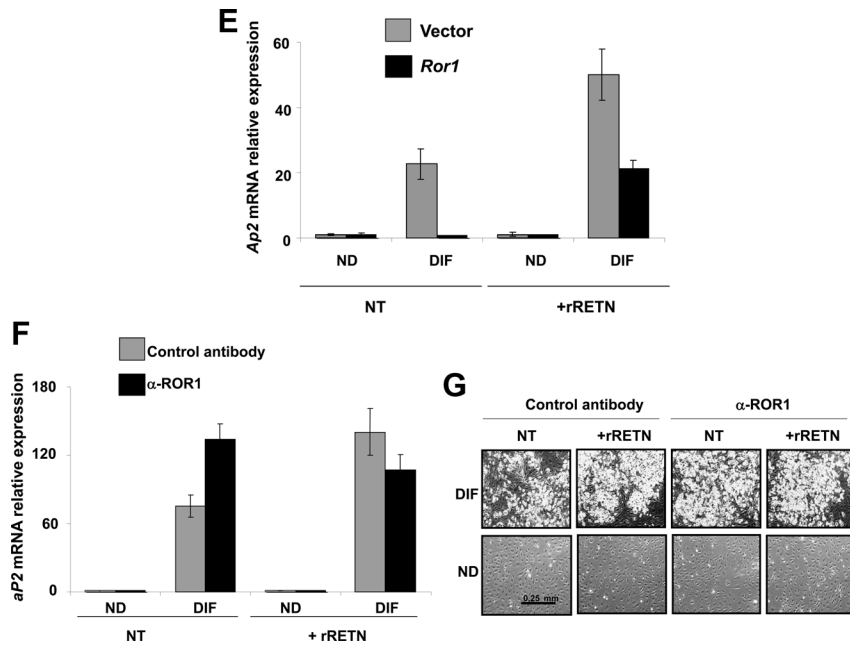 E
Vector
Ror1
Ap2 mRNA relative expression
60
40
20
0
ND
DIF
ND
DIF
NT
+rRETN
F
Control antibody
α-ROR1
aP2 mRNA relative expression
180
120
60
0
ND
DIF
ND
DIF
NT
+ rRETN
G
Control antibody
α-ROR1
NT
+rRETN
NT
+rRETN
DIF
ND
0,25 mm